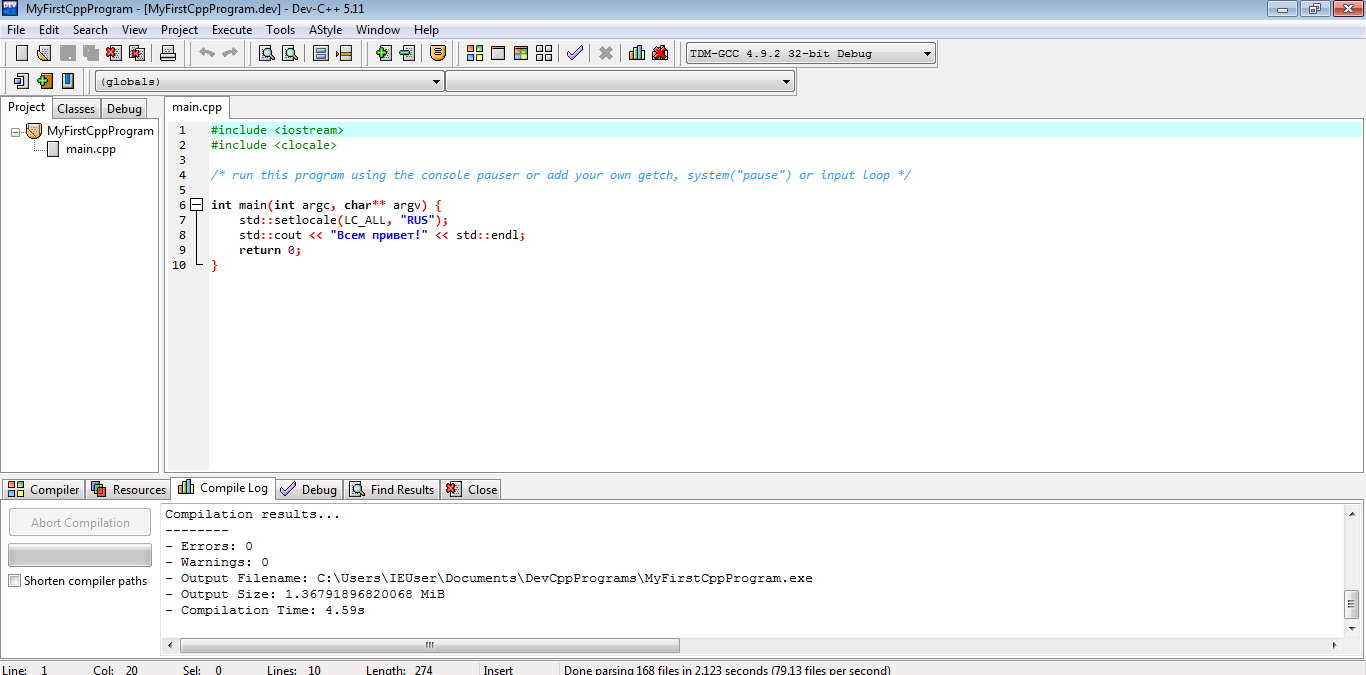 MyFirstCppProgram - [MyFirstCppProgram.dev] - Dev-C++ 5.11
File Edit Search View Project Execute Tools AStyle Window Help
TDM-GCC 4.9.2 32-bit Debug
(globals)
Project Classes Debug
main.cpp
MyFirstCppProgram
main.cpp
1 #include <iostream>
2 #include <clocale>
3
4 /* run this program using the console pauser or add your own getch, system("pause") or input loop */
5
6 int main(int argc, char** argv) {
7 std::setlocale(LC_ALL, "RUS");
8 std::cout << "Всем привет!" << std::endl;
9 return 0;
10 }
Compiler Resources Compile Log Debug Find Results Close
Abort Compilation
Shorten compiler paths
Compilation results...
--------
- Errors: 0
- Warnings: 0
- Output Filename: C:\Users\IEUser\Documents\DevCppPrograms\MyFirstCppProgram.exe
- Output Size: 1.36791896820068 MiB
- Compilation Time: 4.59s
Line: 1 Col: 20 Sel: 0 Lines: 10 Length: 274 Insert Done parsing 168 files in 2.123 seconds (79.13 files per second)